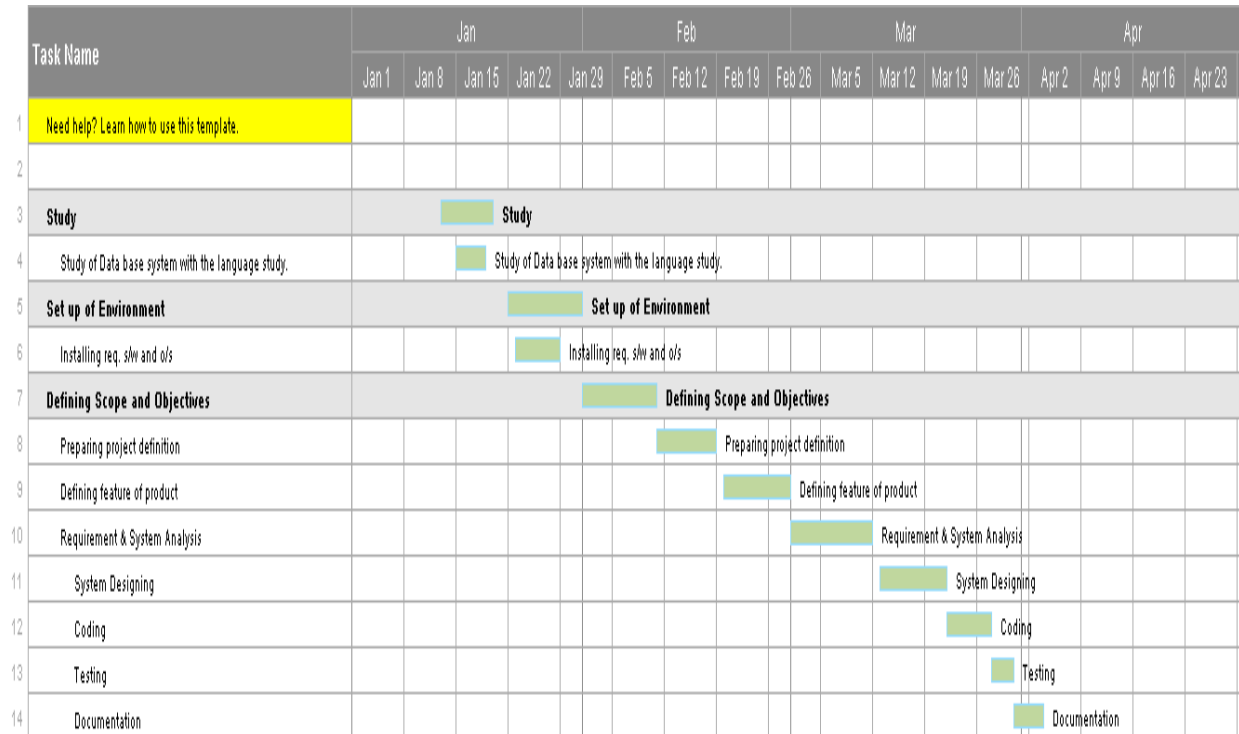 Task Name
Jan Feb Mar Apr
Jan 1 Jan 8 Jan 15 Jan 22 Jan 29 Feb 5 Feb 12 Feb 19 Feb 26 Mar 5 Mar 12 Mar 19 Mar 26 Apr 2 Apr 9 Apr 16 Apr 23
1 Need help? Learn how to use this template.
2
3 Study Study
4 Study of Data base system with the language study. Study of Data base system with the language study.
5 Set up of Environment Set up of Environment
6 Installing req. s/w and o/s Installing req. s/w and o/s
7 Defining Scope and Objectives Defining Scope and Objectives
8 Preparing project definition Preparing project definition
9 Defining feature of product Defining feature of product
10 Requirement & System Analysis Requirement & System Analysis
11 System Designing System Designing
12 Coding Coding
13 Testing Testing
14 Documentation Documentation